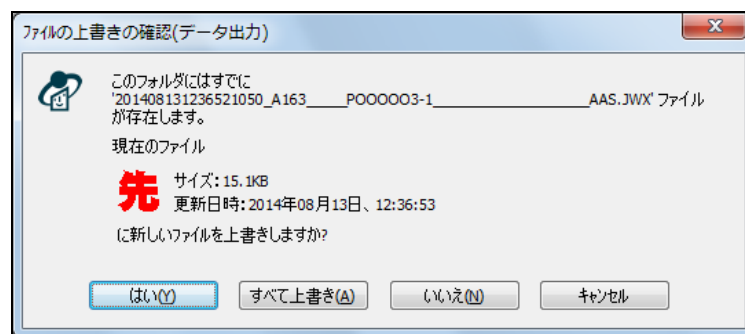 ﾌｧｲﾙの上書きの確認(データ出力)
このフォルダにはすでに
'201408131236521050_A163_____POOOOO3-1____________________AAS.JWX' ファイル
が存在します。
現在のファイル
先
サイズ: 15.1KB
更新日時: 2014年08月13日、12:36:53
に新しいファイルを上書きしますか?
はい(Y) すべて上書き(A) いいえ(N) キャンセル